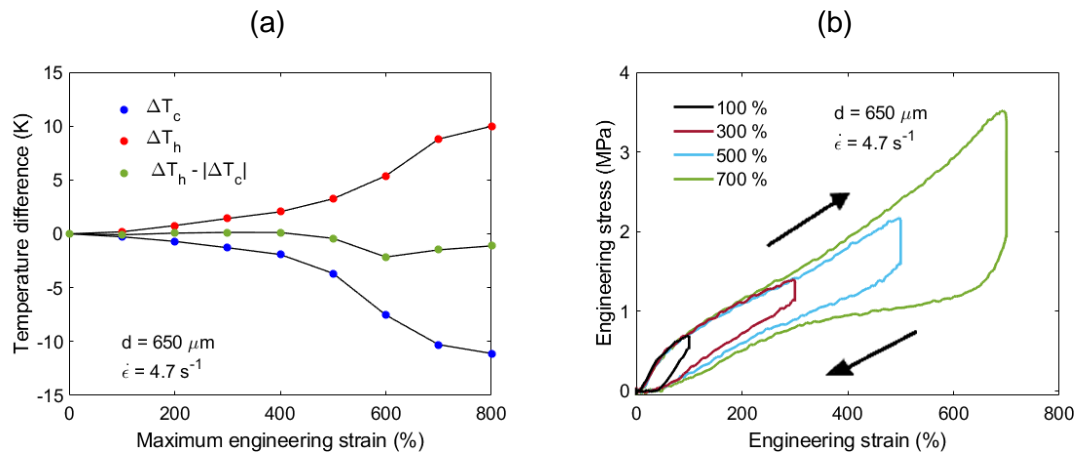 (a)
15
10
5
0
-5
-10
-15
0
200
400
600
800
Temperature difference (K)
Maximum engineering strain (%)
ΔT_c
ΔT_h
ΔT_h - |ΔT_c|
d = 650 μm
ε̇ = 4.7 s⁻¹
(b)
4
3
2
1
0
0
200
400
600
800
Engineering stress (MPa)
Engineering strain (%)
100 %
300 %
500 %
700 %
d = 650 μm
ε̇ = 4.7 s⁻¹